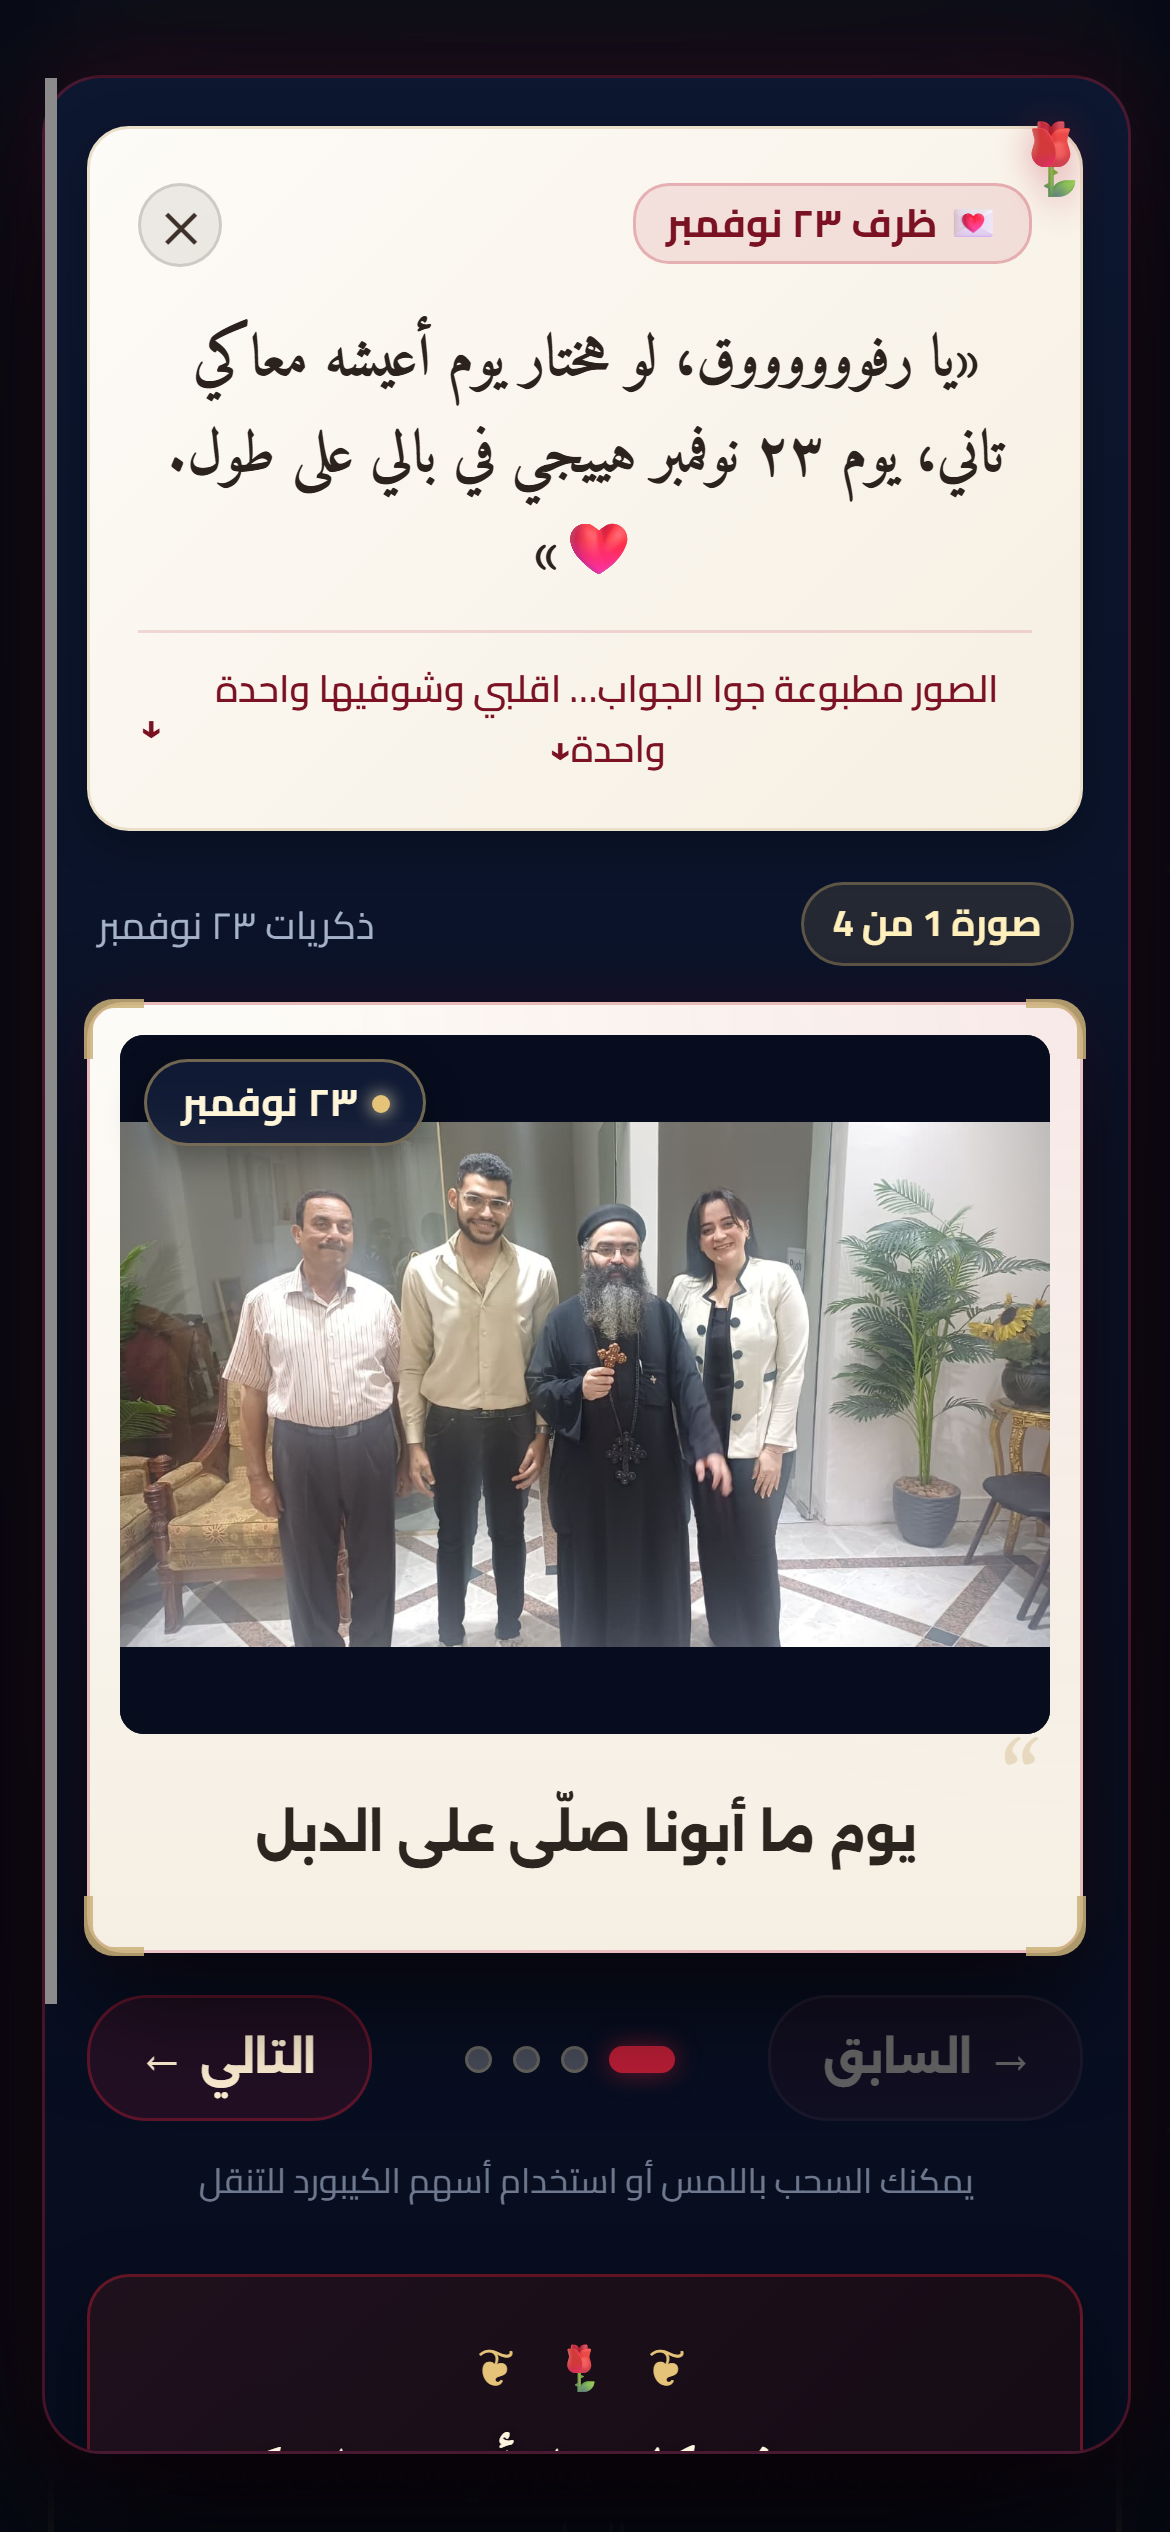 💌 ظرف ٢٣ نوفمبر
×
«يا رفوووووق، لو هختار يوم أعيشه معاكي
تاني، يوم ٢٣ نوفمبر هييجي في بالي على طول.
❤️ »
الصور مطبوعة جوا الجواب... اقلبي وشوفيها واحدة
واحدة↓
↓
صورة 1 من 4
ذكريات ٢٣ نوفمبر
٢٣ نوفمبر
“
يوم ما أبونا صلّى على الدبل
→ السابق
التالي ←
يمكنك السحب باللمس أو استخدام أسهم الكيبورد للتنقل